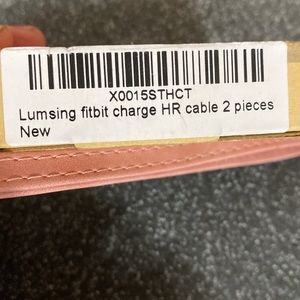 X0015STHCT
Lumsing fitbit charge HR cable 2 pieces
New